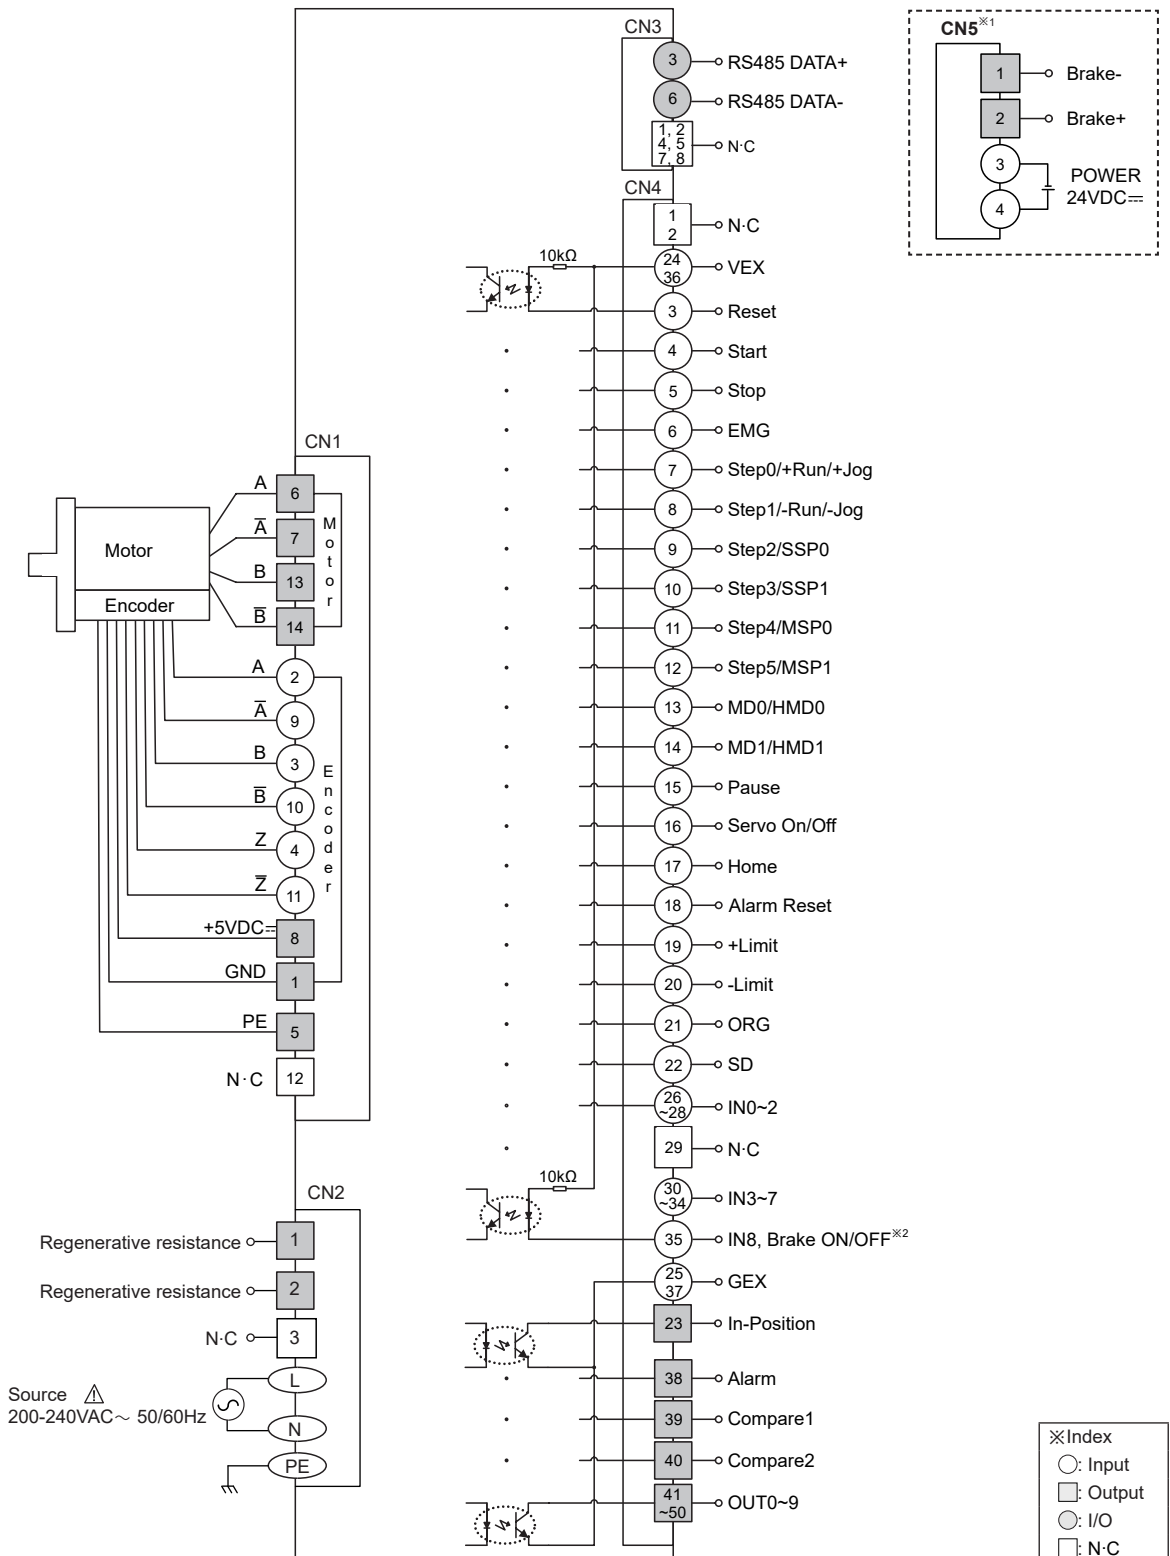 CN3
3 RS485 DATA+
6 RS485 DATA-
1, 2
4, 5
7, 8
N·C
CN4
1
2
N·C
10kΩ
24
36
VEX
3 Reset
4 Start
5 Stop
6 EMG
7 Step0/+Run/+Jog
8 Step1/-Run/-Jog
9 Step2/SSP0
10 Step3/SSP1
11 Step4/MSP0
12 Step5/MSP1
13 MD0/HMD0
14 MD1/HMD1
15 Pause
16 Servo On/Off
17 Home
18 Alarm Reset
19 +Limit
20 -Limit
21 ORG
22 SD
26
~28
IN0~2
29 N·C
10kΩ
30
~34
IN3~7
35 IN8, Brake ON/OFF※2
25
37
GEX
23 In-Position
38 Alarm
39 Compare1
40 Compare2
41
~50
OUT0~9
CN5※1
1 Brake-
2 Brake+
3
4
POWER
24VDC⎓
CN1
Motor
Encoder
A 6
A̅ 7
B 13
B̅ 14
Motor
A 2
A̅ 9
B 3
B̅ 10
Z 4
Z̅ 11
+5VDC⎓ 8
GND 1
Encoder
PE 5
N·C 12
CN2
Regenerative resistance 1
Regenerative resistance 2
N·C 3
L
N
PE
Source ⚠
200-240VAC～ 50/60Hz
※Index
○: Input
□: Output
○: I/O
□: N·C